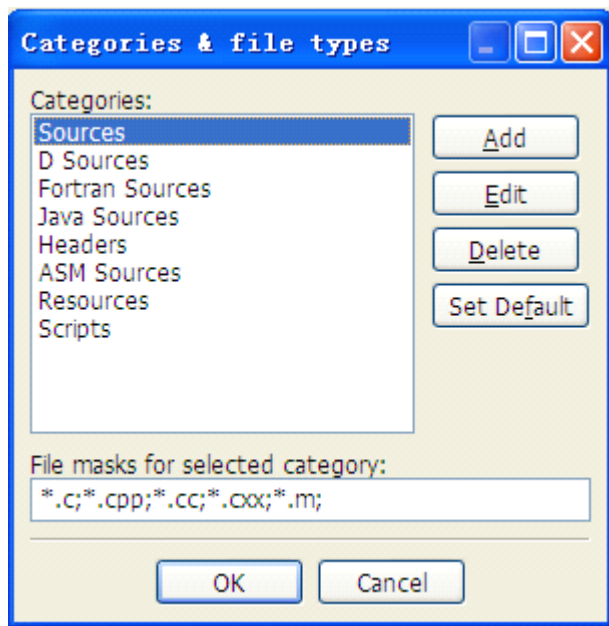 Categories & file types
Categories:
Sources
D Sources
Fortran Sources
Java Sources
Headers
ASM Sources
Resources
Scripts
Add
Edit
Delete
Set Default
File masks for selected category:
*.c;*.cpp;*.cc;*.cxx;*.m;
OK Cancel